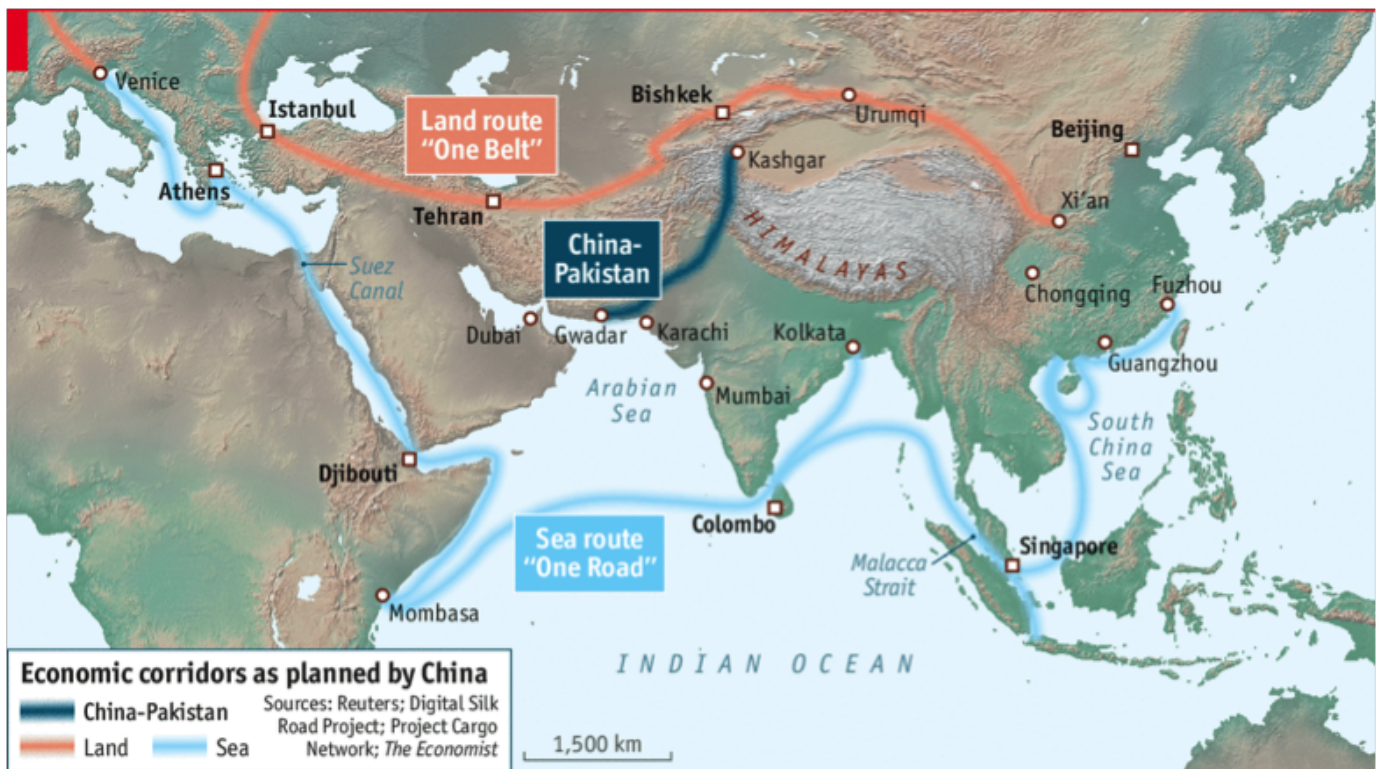 Venice
Istanbul
Athens
Land route
"One Belt"
Tehran
Bishkek
Urumqi
Kashgar
Beijing
Xi'an
HIMALAYAS
China-
Pakistan
Suez
Canal
Dubai
Gwadar
Karachi
Kolkata
Chongqing
Fuzhou
Guangzhou
Arabian
Sea
Mumbai
South
China
Sea
Djibouti
Colombo
Sea route
"One Road"
Malacca
Strait
Singapore
Mombasa
INDIAN OCEAN
Economic corridors as planned by China
China-Pakistan
Land
Sea
Sources: Reuters; Digital Silk
Road Project; Project Cargo
Network; The Economist
1,500 km